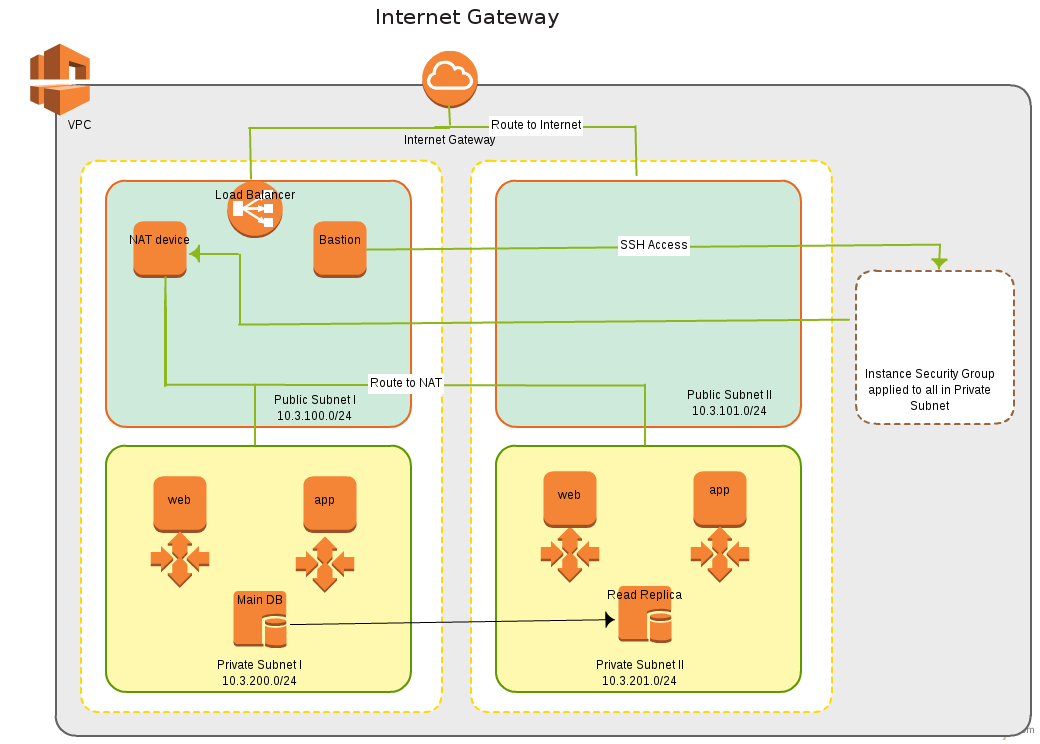 Internet Gateway
VPC
Route to Internet
Internet Gateway
Load Balancer
NAT device
Bastion
SSH Access
Instance Security Group
applied to all in Private
Subnet
Route to NAT
Public Subnet I
10.3.100.0/24
Public Subnet II
10.3.101.0/24
web
app
web
app
Main DB
Read Replica
Private Subnet I
10.3.200.0/24
Private Subnet II
10.3.201.0/24